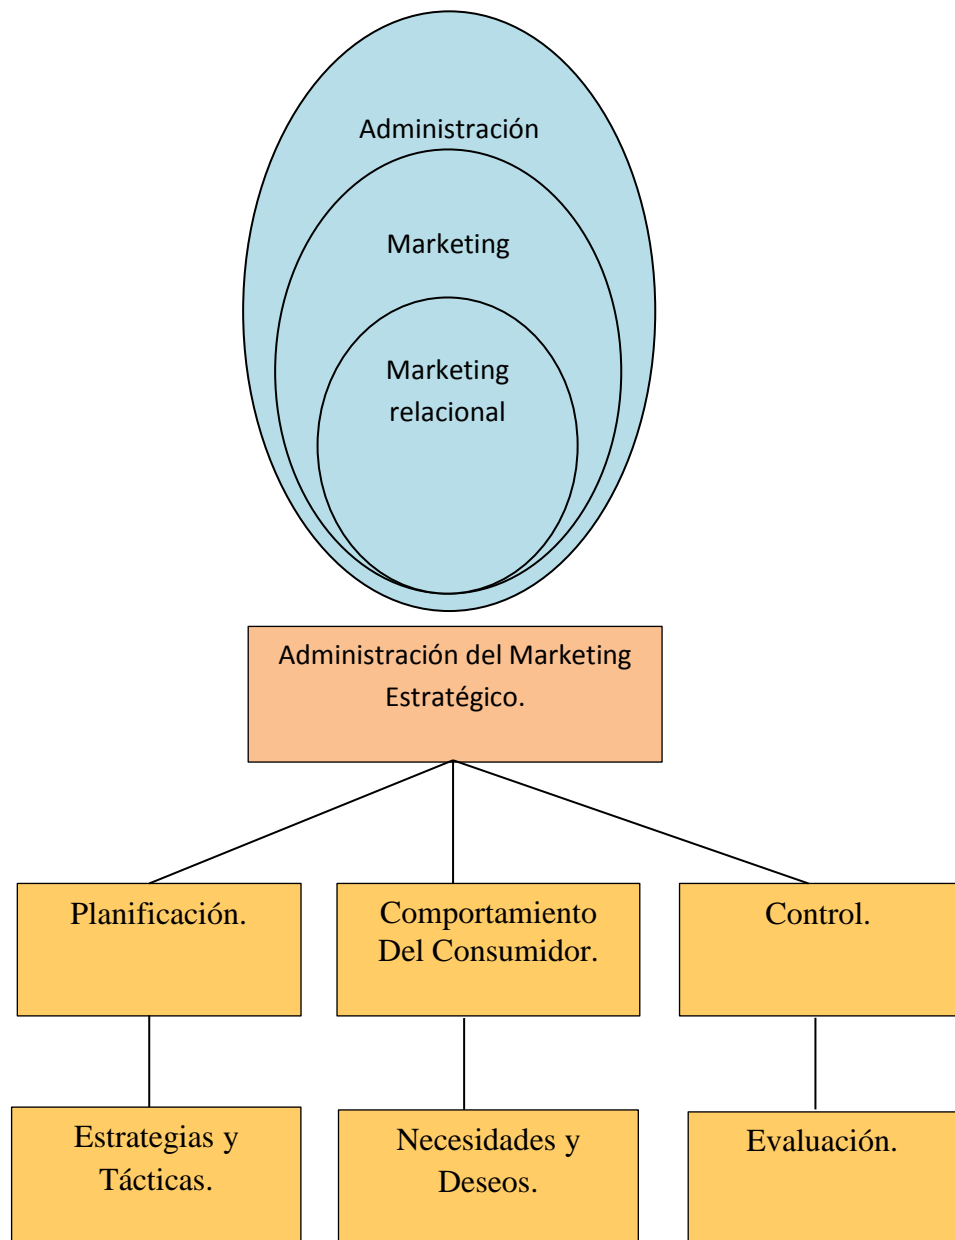 Administración
Marketing
Marketing
relacional
Administración del Marketing
Estratégico.
Planificación.
Comportamiento
Del Consumidor.
Control.
Estrategias y
Tácticas.
Necesidades y
Deseos.
Evaluación.